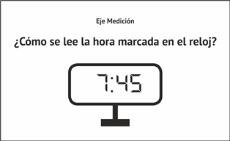 Eje Medición
¿Cómo se lee la hora marcada en el reloj?
7:45